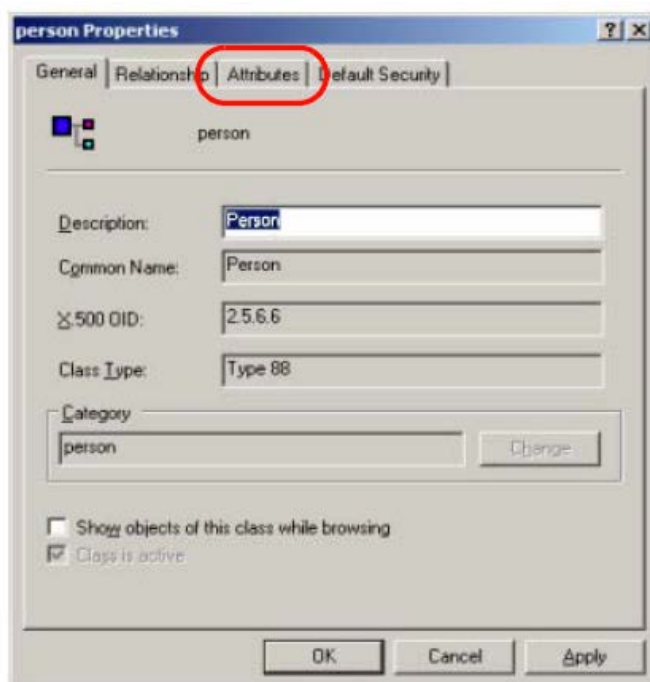 person Properties
General Relationship Attributes Default Security
person
Description: Person
Common Name: Person
X.500 OID: 2.5.6.6
Class Type: Type 88
Category
person Change
Show objects of this class while browsing
Class is active
OK Cancel Apply